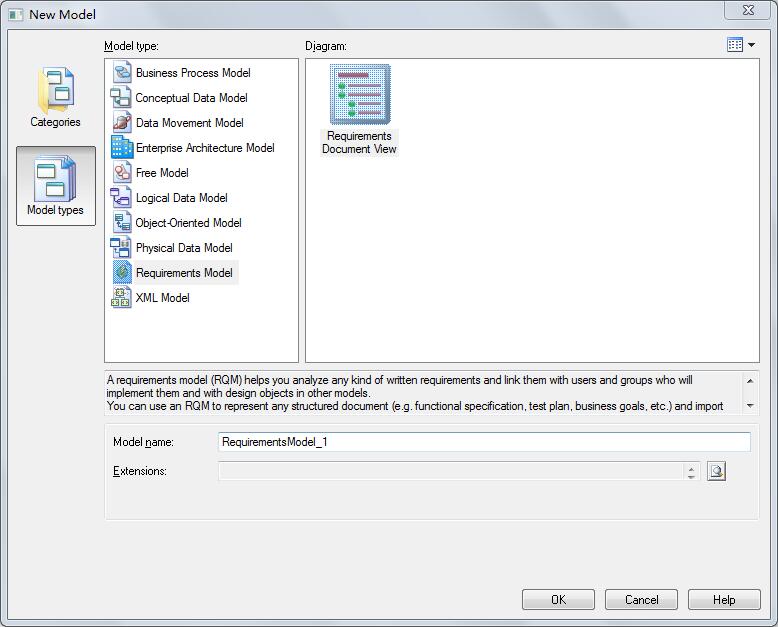 New Model
Model type:
Diagram:
Categories
Model types
Business Process Model
Conceptual Data Model
Data Movement Model
Enterprise Architecture Model
Free Model
Logical Data Model
Object-Oriented Model
Physical Data Model
Requirements Model
XML Model
Requirements
Document View
A requirements model (RQM) helps you analyze any kind of written requirements and link them with users and groups who will
implement them and with design objects in other models.
You can use an RQM to represent any structured document (e.g. functional specification, test plan, business goals, etc.) and import
Model name:
RequirementsModel_1
Extensions:
OK
Cancel
Help